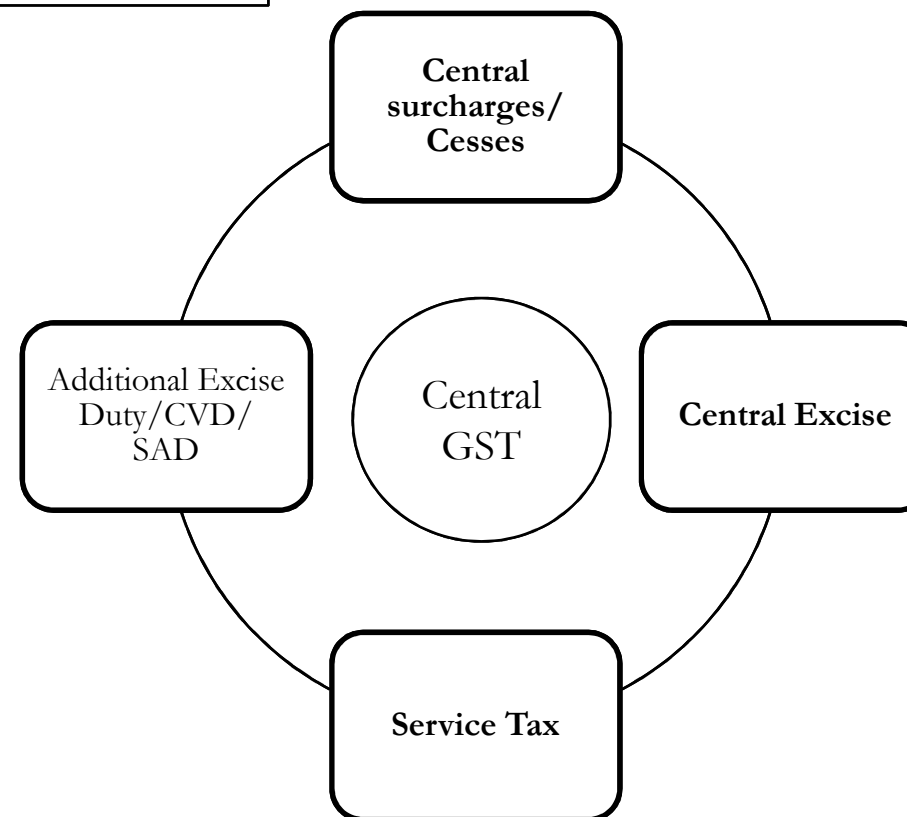 Central
surcharges/
Cesses
Additional Excise
Duty/CVD/
SAD
Central
GST
Central Excise
Service Tax